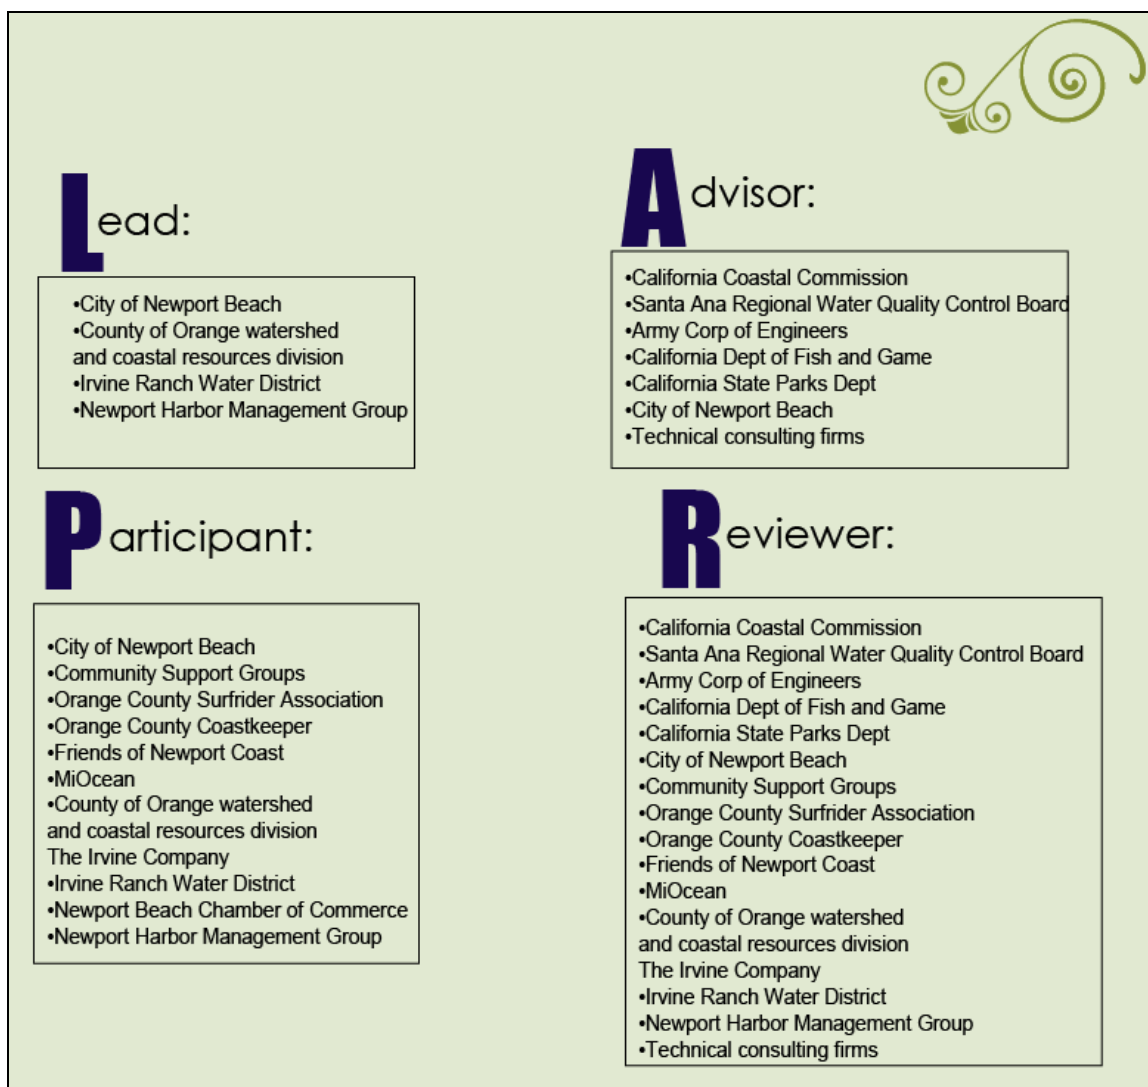 Lead:
•City of Newport Beach
•County of Orange watershed
and coastal resources division
•Irvine Ranch Water District
•Newport Harbor Management Group
Advisor:
•California Coastal Commission
•Santa Ana Regional Water Quality Control Board
•Army Corp of Engineers
•California Dept of Fish and Game
•California State Parks Dept
•City of Newport Beach
•Technical consulting firms
Participant:
•City of Newport Beach
•Community Support Groups
•Orange County Surfrider Association
•Orange County Coastkeeper
•Friends of Newport Coast
•MiOcean
•County of Orange watershed
and coastal resources division
The Irvine Company
•Irvine Ranch Water District
•Newport Beach Chamber of Commerce
•Newport Harbor Management Group
Reviewer:
•California Coastal Commission
•Santa Ana Regional Water Quality Control Board
•Army Corp of Engineers
•California Dept of Fish and Game
•California State Parks Dept
•City of Newport Beach
•Community Support Groups
•Orange County Surfrider Association
•Orange County Coastkeeper
•Friends of Newport Coast
•MiOcean
•County of Orange watershed
and coastal resources division
The Irvine Company
•Irvine Ranch Water District
•Newport Harbor Management Group
•Technical consulting firms